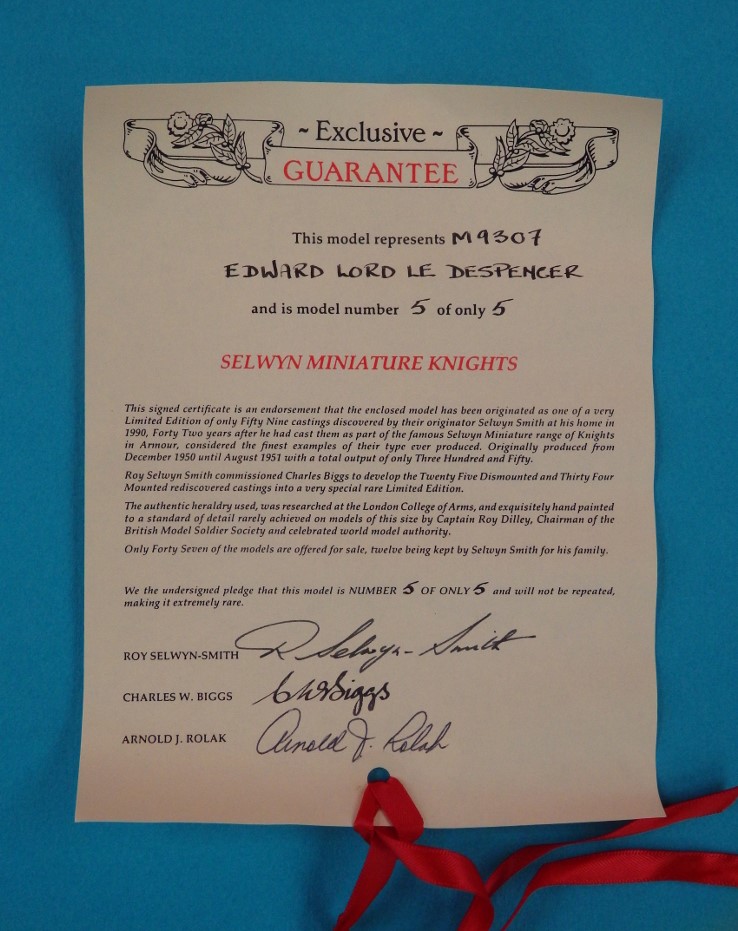 ~ Exclusive ~
GUARANTEE
This model represents M9307
EDWARD LORD LE DESPENCER
and is model number 5 of only 5
SELWYN MINIATURE KNIGHTS
This signed certificate is an endorsement that the enclosed model has been originated as one of a very
Limited Edition of only Fifty Nine castings discovered by their originator Selwyn Smith at his home in
1990, Forty Two years after he had cast them as part of the famous Selwyn Miniature range of Knights
in Armour, considered the finest examples of their type ever produced. Originally produced from
December 1950 until August 1951 with a total output of only Three Hundred and Fifty.
Roy Selwyn Smith commissioned Charles Biggs to develop the Twenty Five Dismounted and Thirty Four
Mounted rediscovered castings into a very special rare Limited Edition.
The authentic heraldry used, was researched at the London College of Arms, and exquisitely hand painted
to a standard of detail rarely achieved on models of this size by Captain Roy Dilley, Chairman of the
British Model Soldier Society and celebrated world model authority.
Only Forty Seven of the models are offered for sale, twelve being kept by Selwyn Smith for his family.
We the undersigned pledge that this model is NUMBER 5 OF ONLY 5 and will not be repeated,
making it extremely rare.
ROY SELWYN-SMITH R Selwyn-Smith
CHARLES W. BIGGS C W Biggs
ARNOLD J. ROLAK Arnold J. Rolak